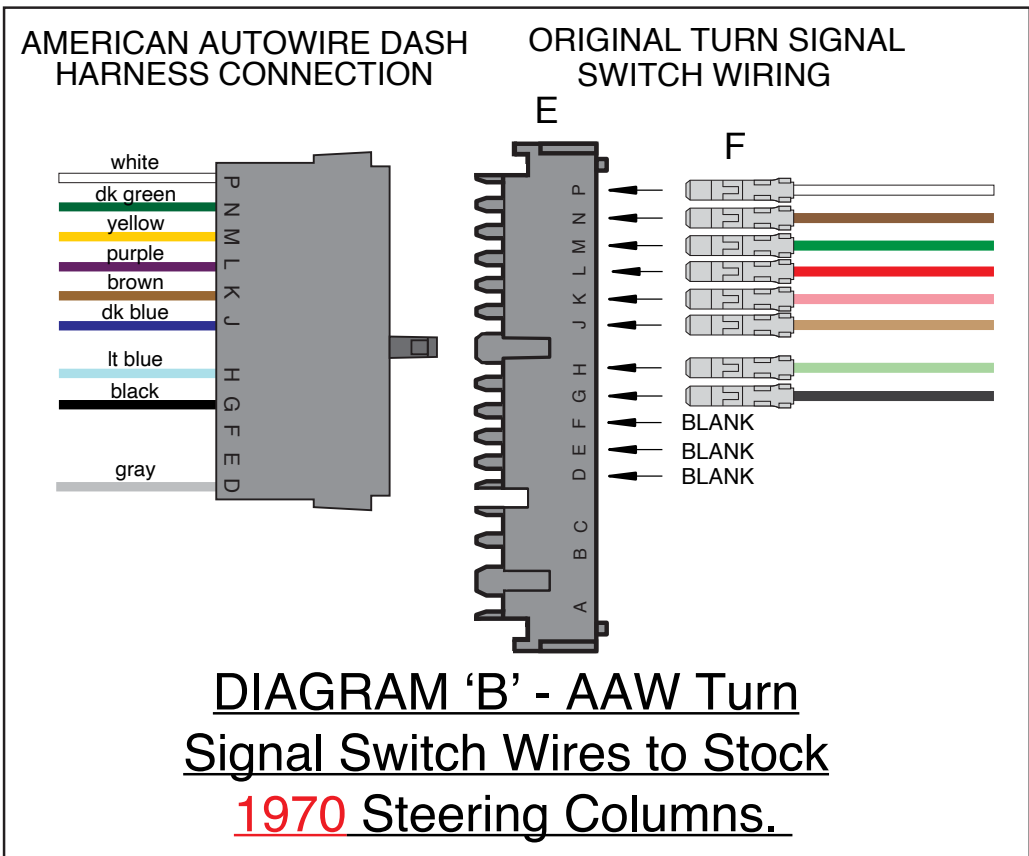 AMERICAN AUTOWIRE DASH
HARNESS CONNECTION
ORIGINAL TURN SIGNAL
SWITCH WIRING
E
F
white
dk green
yellow
purple
brown
dk blue
lt blue
black
gray
P
N
M
L
K
J
H
G
F
E
D
P
N
M
L
K
J
H
G
F
E
D
C
B
A
BLANK
BLANK
BLANK
DIAGRAM ‘B’ - AAW Turn
Signal Switch Wires to Stock
1970 Steering Columns.